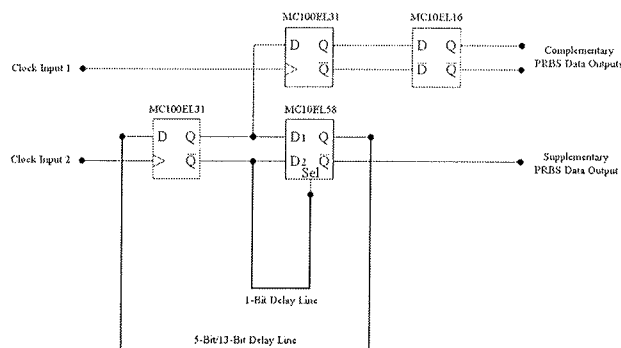 MC100EL31
MC10EL16
D Q
D Q
Complementary
PRBS Data Outputs
Clock Input 1
Q̅
D̅ Q̅
MC100EL31
MC10EL58
D Q
D1 Q
Clock Input 2
Q̅
D2 Q̅
Supplementary
PRBS Data Output
Sel
1-Bit Delay Line
5-Bit/13-Bit Delay Line